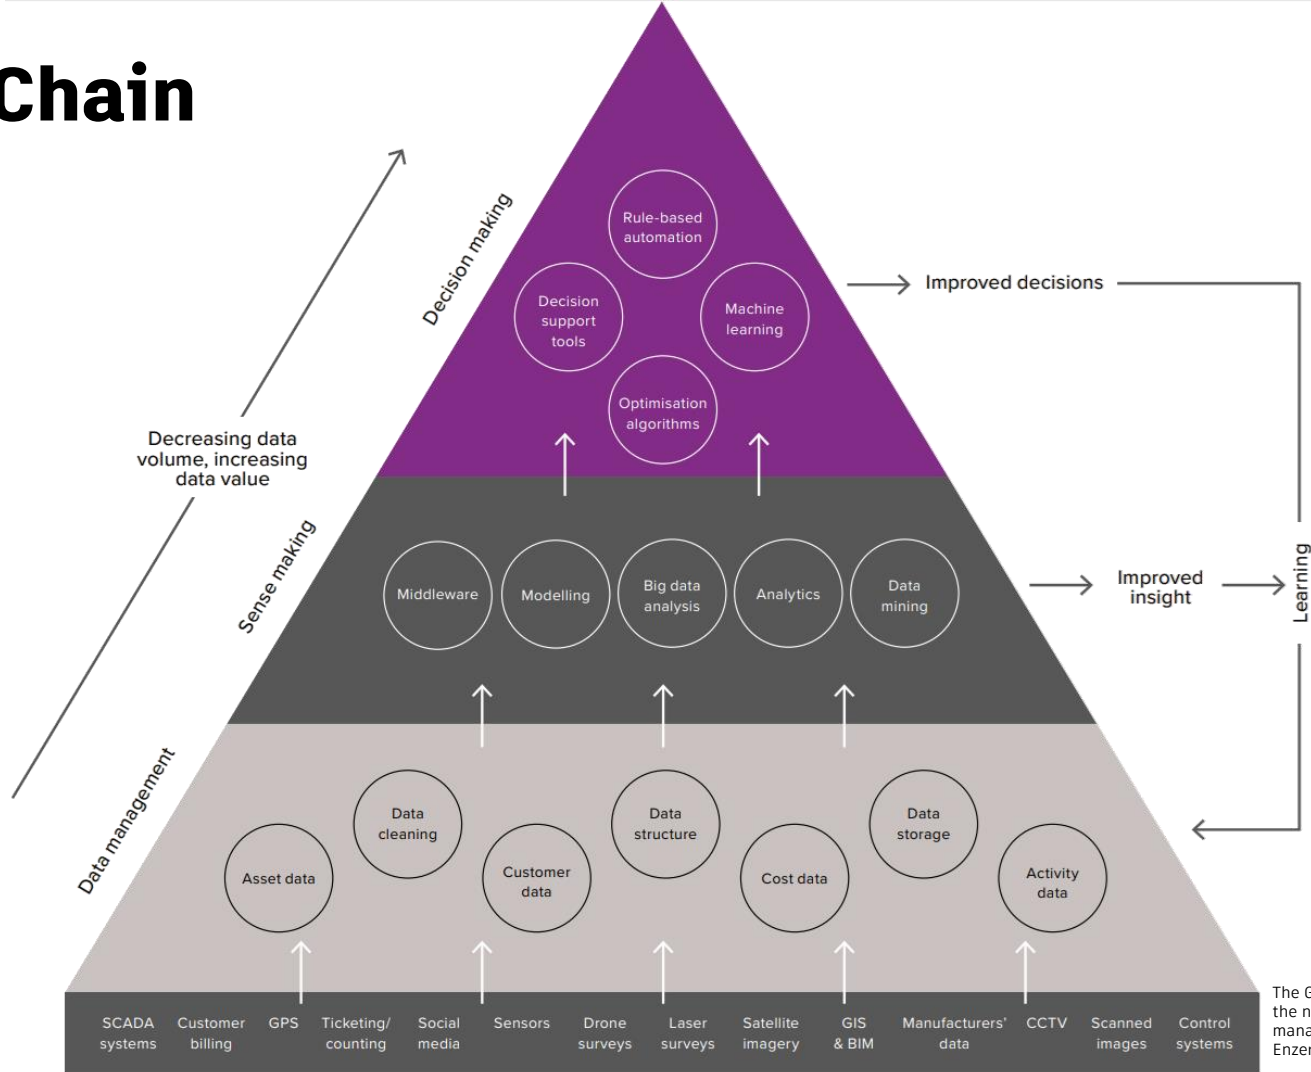 Chain
Rule-based
automation
Decision making
Decision
support
tools
Machine
learning
Improved decisions
Optimisation
algorithms
Decreasing data
volume, increasing
data value
Sense making
Middleware
Modelling
Big data
analysis
Analytics
Data
mining
Improved
insight
Learning
Data management
Data
cleaning
Data
structure
Data
storage
Asset data
Customer
data
Cost data
Activity
data
SCADA
systems
Customer
billing
GPS
Ticketing/
counting
Social
media
Sensors
Drone
surveys
Laser
surveys
Satellite
imagery
GIS
& BIM
Manufacturers’
data
CCTV
Scanned
images
Control
systems
The
the